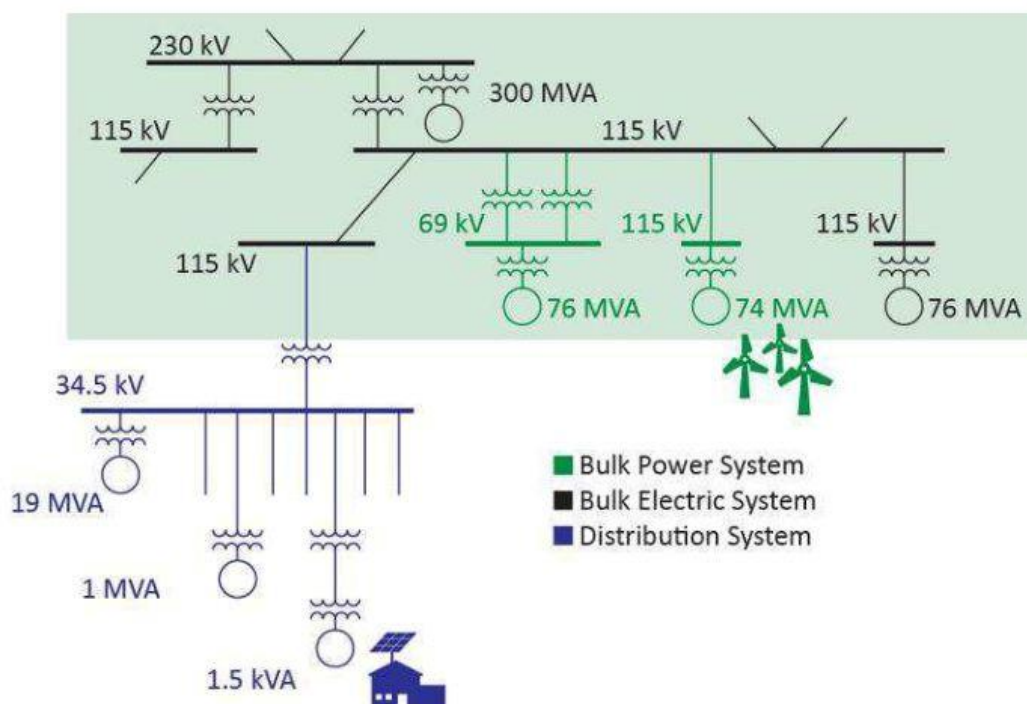 230 kV
300 MVA
115 kV
115 kV
69 kV
115 kV
115 kV
115 kV
76 MVA
74 MVA
76 MVA
34.5 kV
19 MVA
1 MVA
1.5 kVA
Bulk Power System
Bulk Electric System
Distribution System